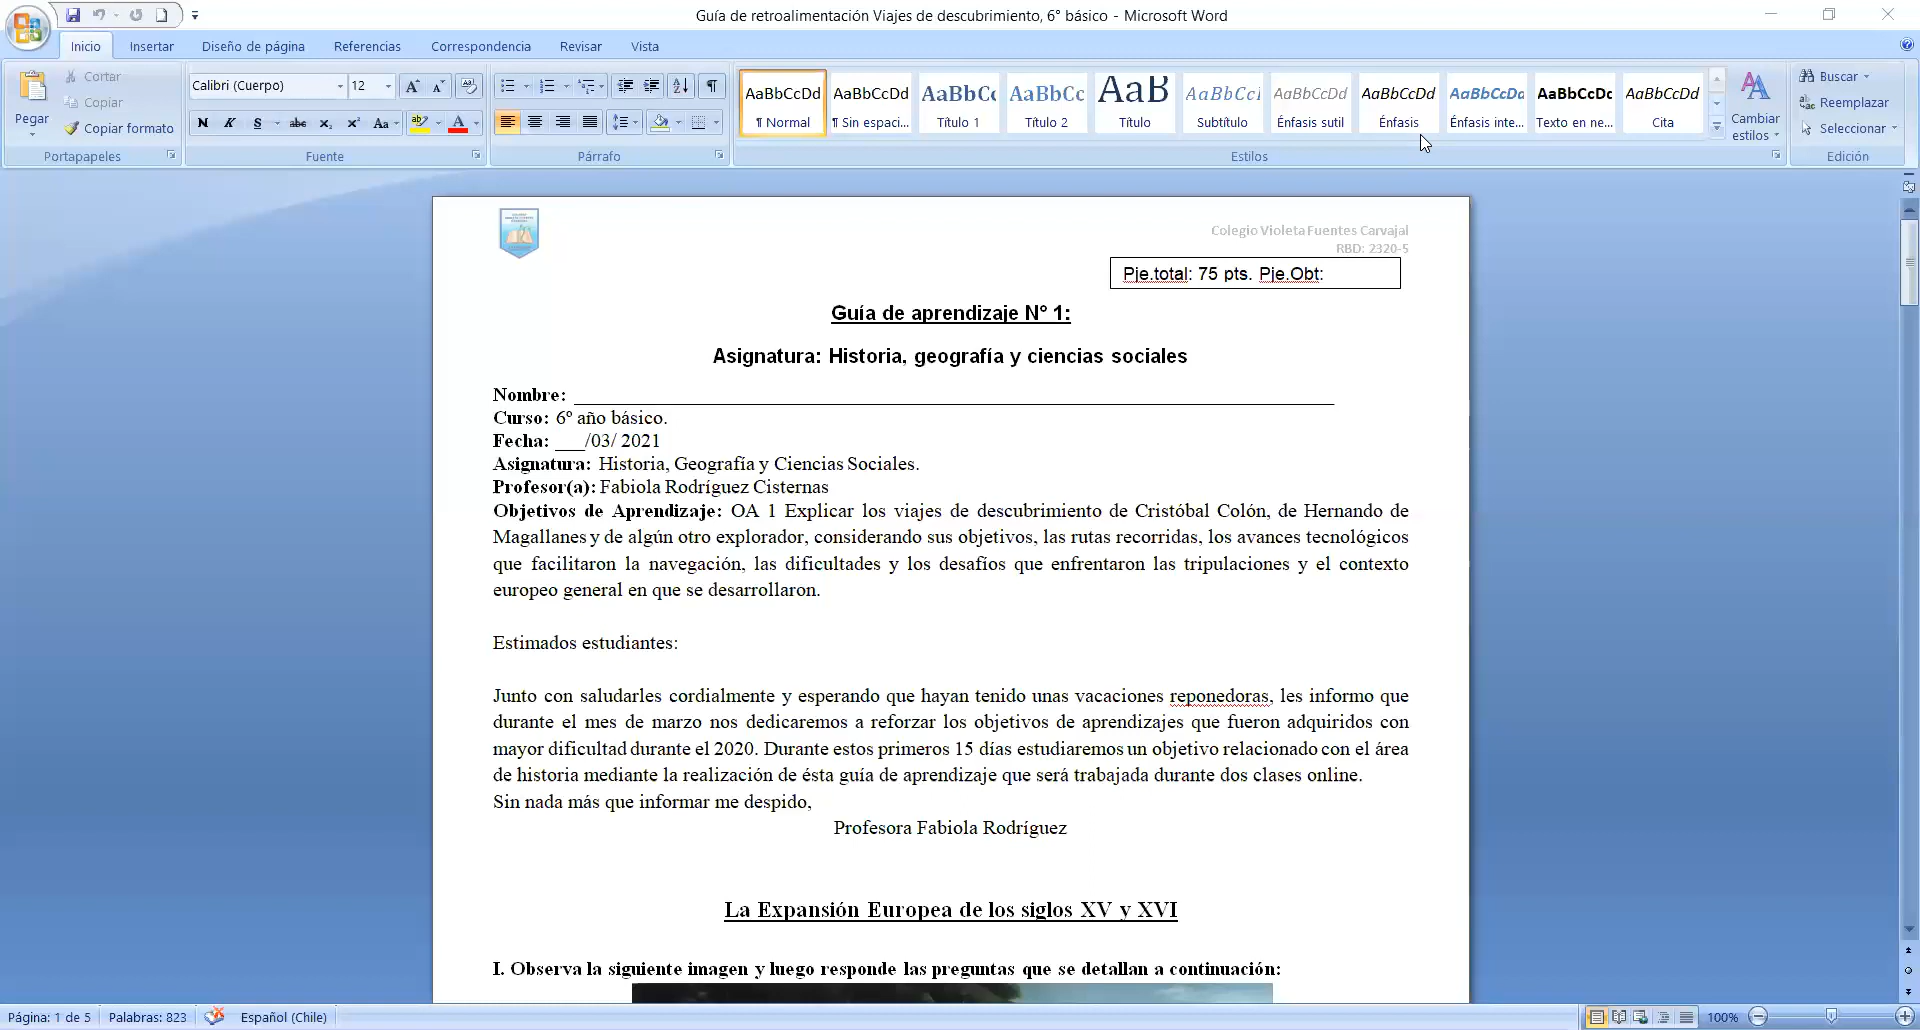 Guía de retroalimentación Viajes de descubrimiento, 6° básico - Microsoft Word
Inicio Insertar Diseño de página Referencias Correspondencia Revisar Vista
Pegar
Cortar
Copiar
Copiar formato
Portapapeles
Calibri (Cuerpo) 12
N K S abc x₂ x² Aa ab A
Fuente
Párrafo
AaBbCcDd AaBbCcDd AaBbCc AaBbCc AaB AaBbCcI AaBbCcDd AaBbCcDd AaBbCcDd AaBbCcDc AaBbCcDd
¶ Normal ¶ Sin espaci... Título 1 Título 2 Título Subtítulo Énfasis sutil Énfasis Énfasis inte... Texto en ne... Cita
Cambiar
estilos
Estilos
Buscar
Reemplazar
Seleccionar
Edición
Colegio Violeta Fuentes Carvajal
RBD: 2320-5
Pje.total: 75 pts. Pje.Obt:
Guía de aprendizaje N° 1:
Asignatura: Historia, geografía y ciencias sociales
Nombre: ____________________
Curso: 6º año básico.
Fecha: ___/03/ 2021
Asignatura: Historia, Geografía y Ciencias Sociales.
Profesor(a): Fabiola Rodríguez Cisternas
Objetivos de Aprendizaje: OA 1 Explicar los viajes de descubrimiento de Cristóbal Colón, de Hernando de
Magallanes y de algún otro explorador, considerando sus objetivos, las rutas recorridas, los avances tecnológicos
que facilitaron la navegación, las dificultades y los desafíos que enfrentaron las tripulaciones y el contexto
europeo general en que se desarrollaron.
Estimados estudiantes:
Junto con saludarles cordialmente y esperando que hayan tenido unas vacaciones reponedoras, les informo que
durante el mes de marzo nos dedicaremos a reforzar los objetivos de aprendizajes que fueron adquiridos con
mayor dificultad durante el 2020. Durante estos primeros 15 días estudiaremos un objetivo relacionado con el área
de historia mediante la realización de ésta guía de aprendizaje que será trabajada durante dos clases online.
Sin nada más que informar me despido,
Profesora Fabiola Rodríguez
La Expansión Europea de los siglos XV y XVI
I. Observa la siguiente imagen y luego responde las preguntas que se detallan a continuación:
Página: 1 de 5 Palabras: 823 Español (Chile) 100%